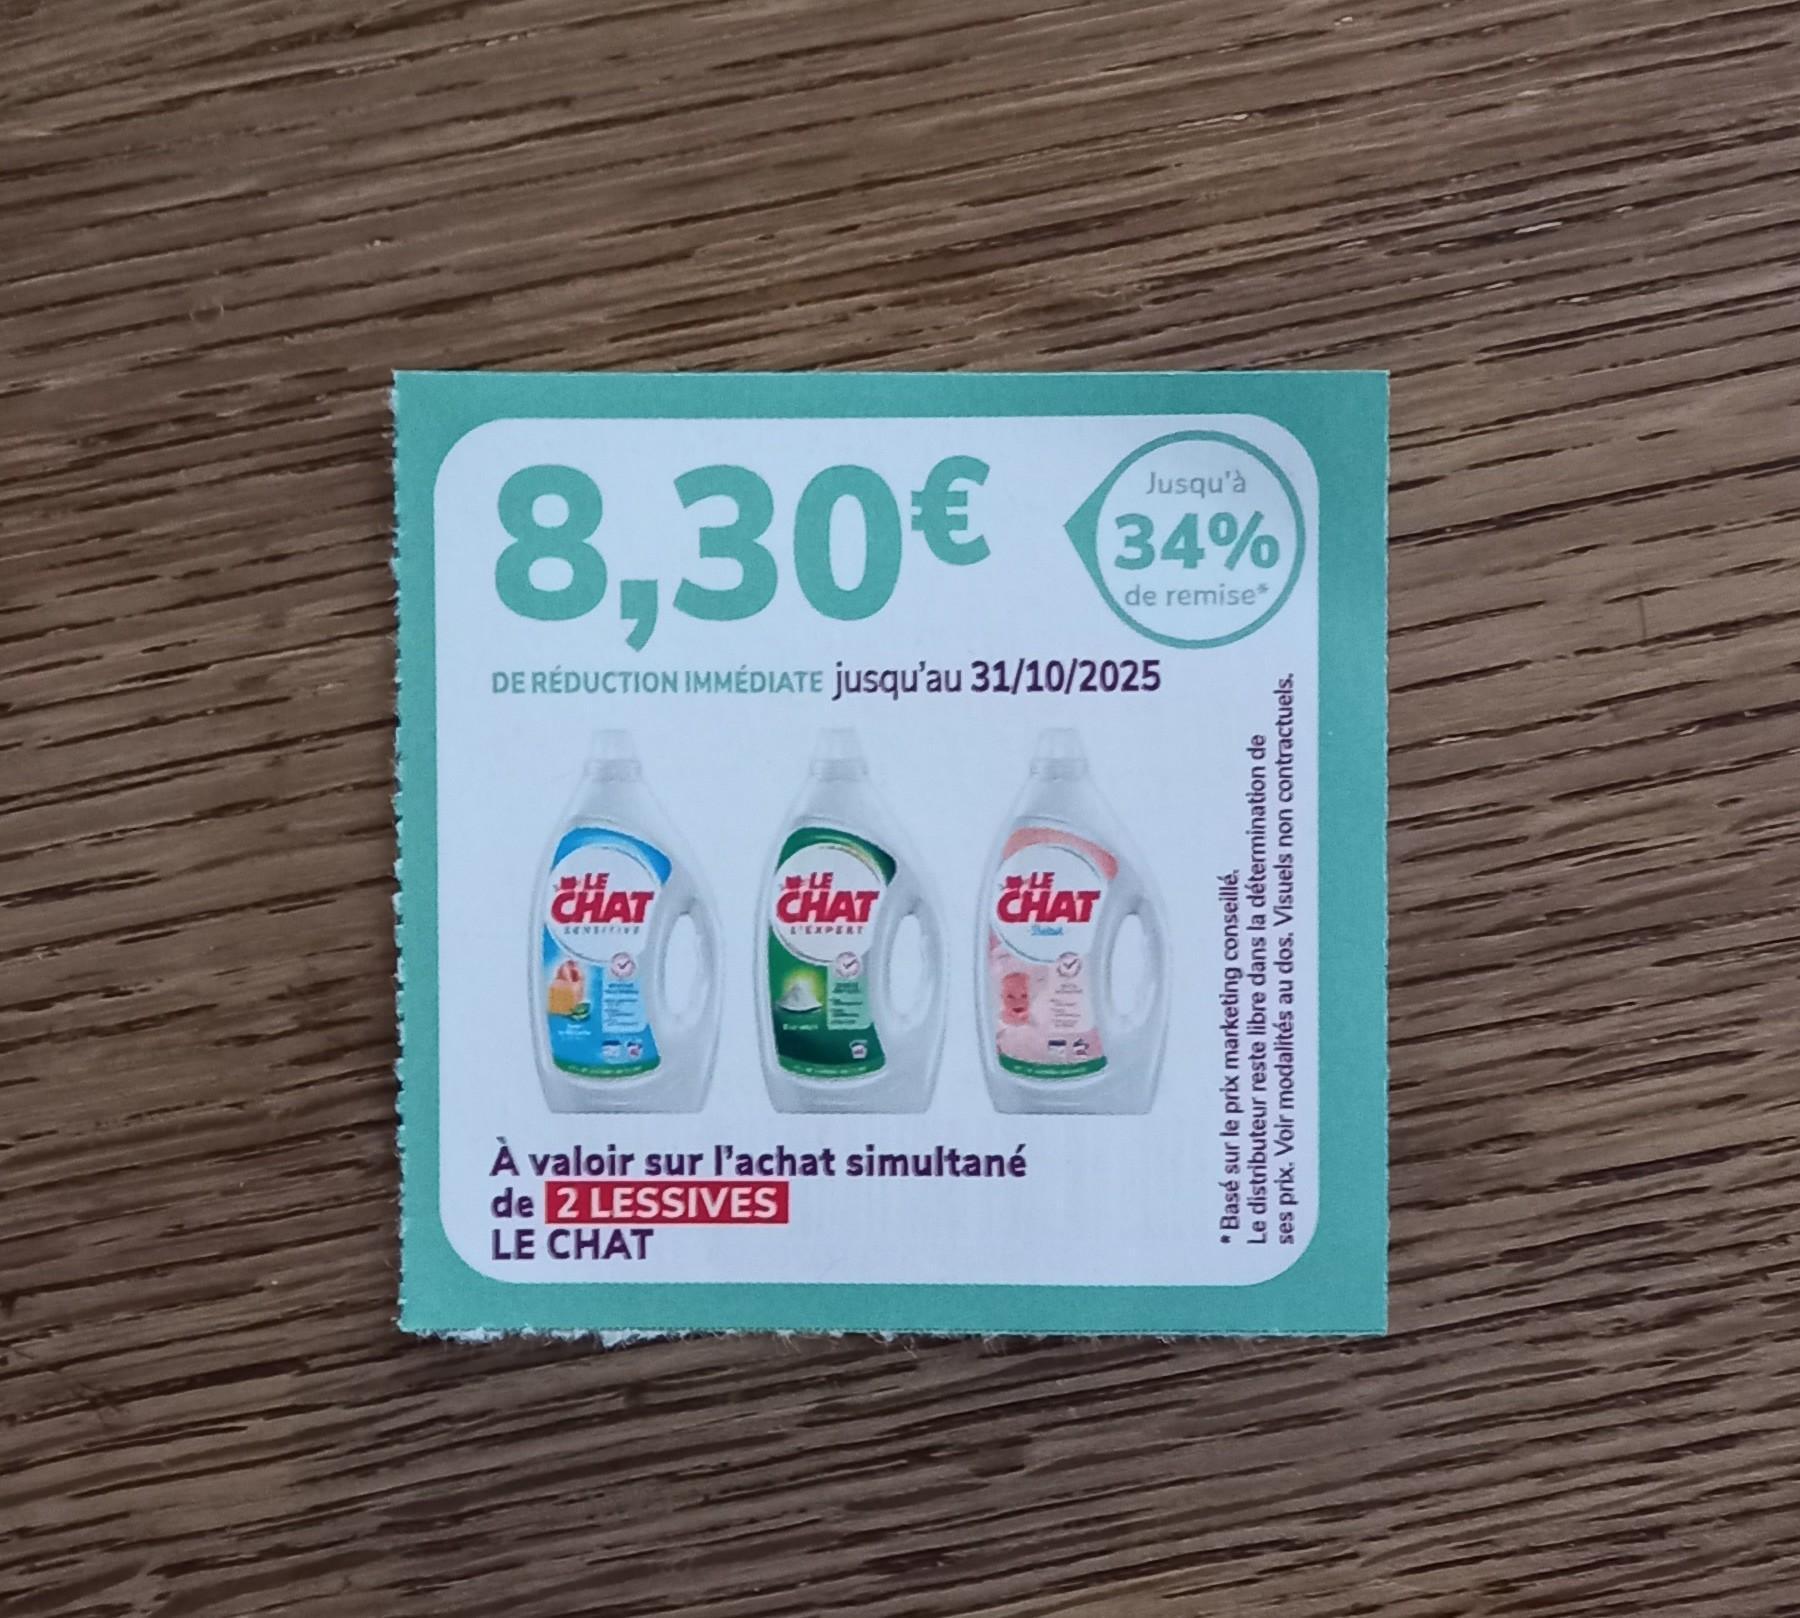 8,30€
Jusqu'à
34%
de remise*
DE RÉDUCTION IMMÉDIATE jusqu'au 31/10/2025
LE
CHAT
SENSITIVE
LE
CHAT
L'EXPERT
LE
CHAT
Bébé
À valoir sur l'achat simultané
de 2 LESSIVES
LE CHAT
* Basé sur le prix marketing conseillé.
Le distributeur reste libre dans la détermination de
ses prix. Voir modalités au dos. Visuels non contractuels.